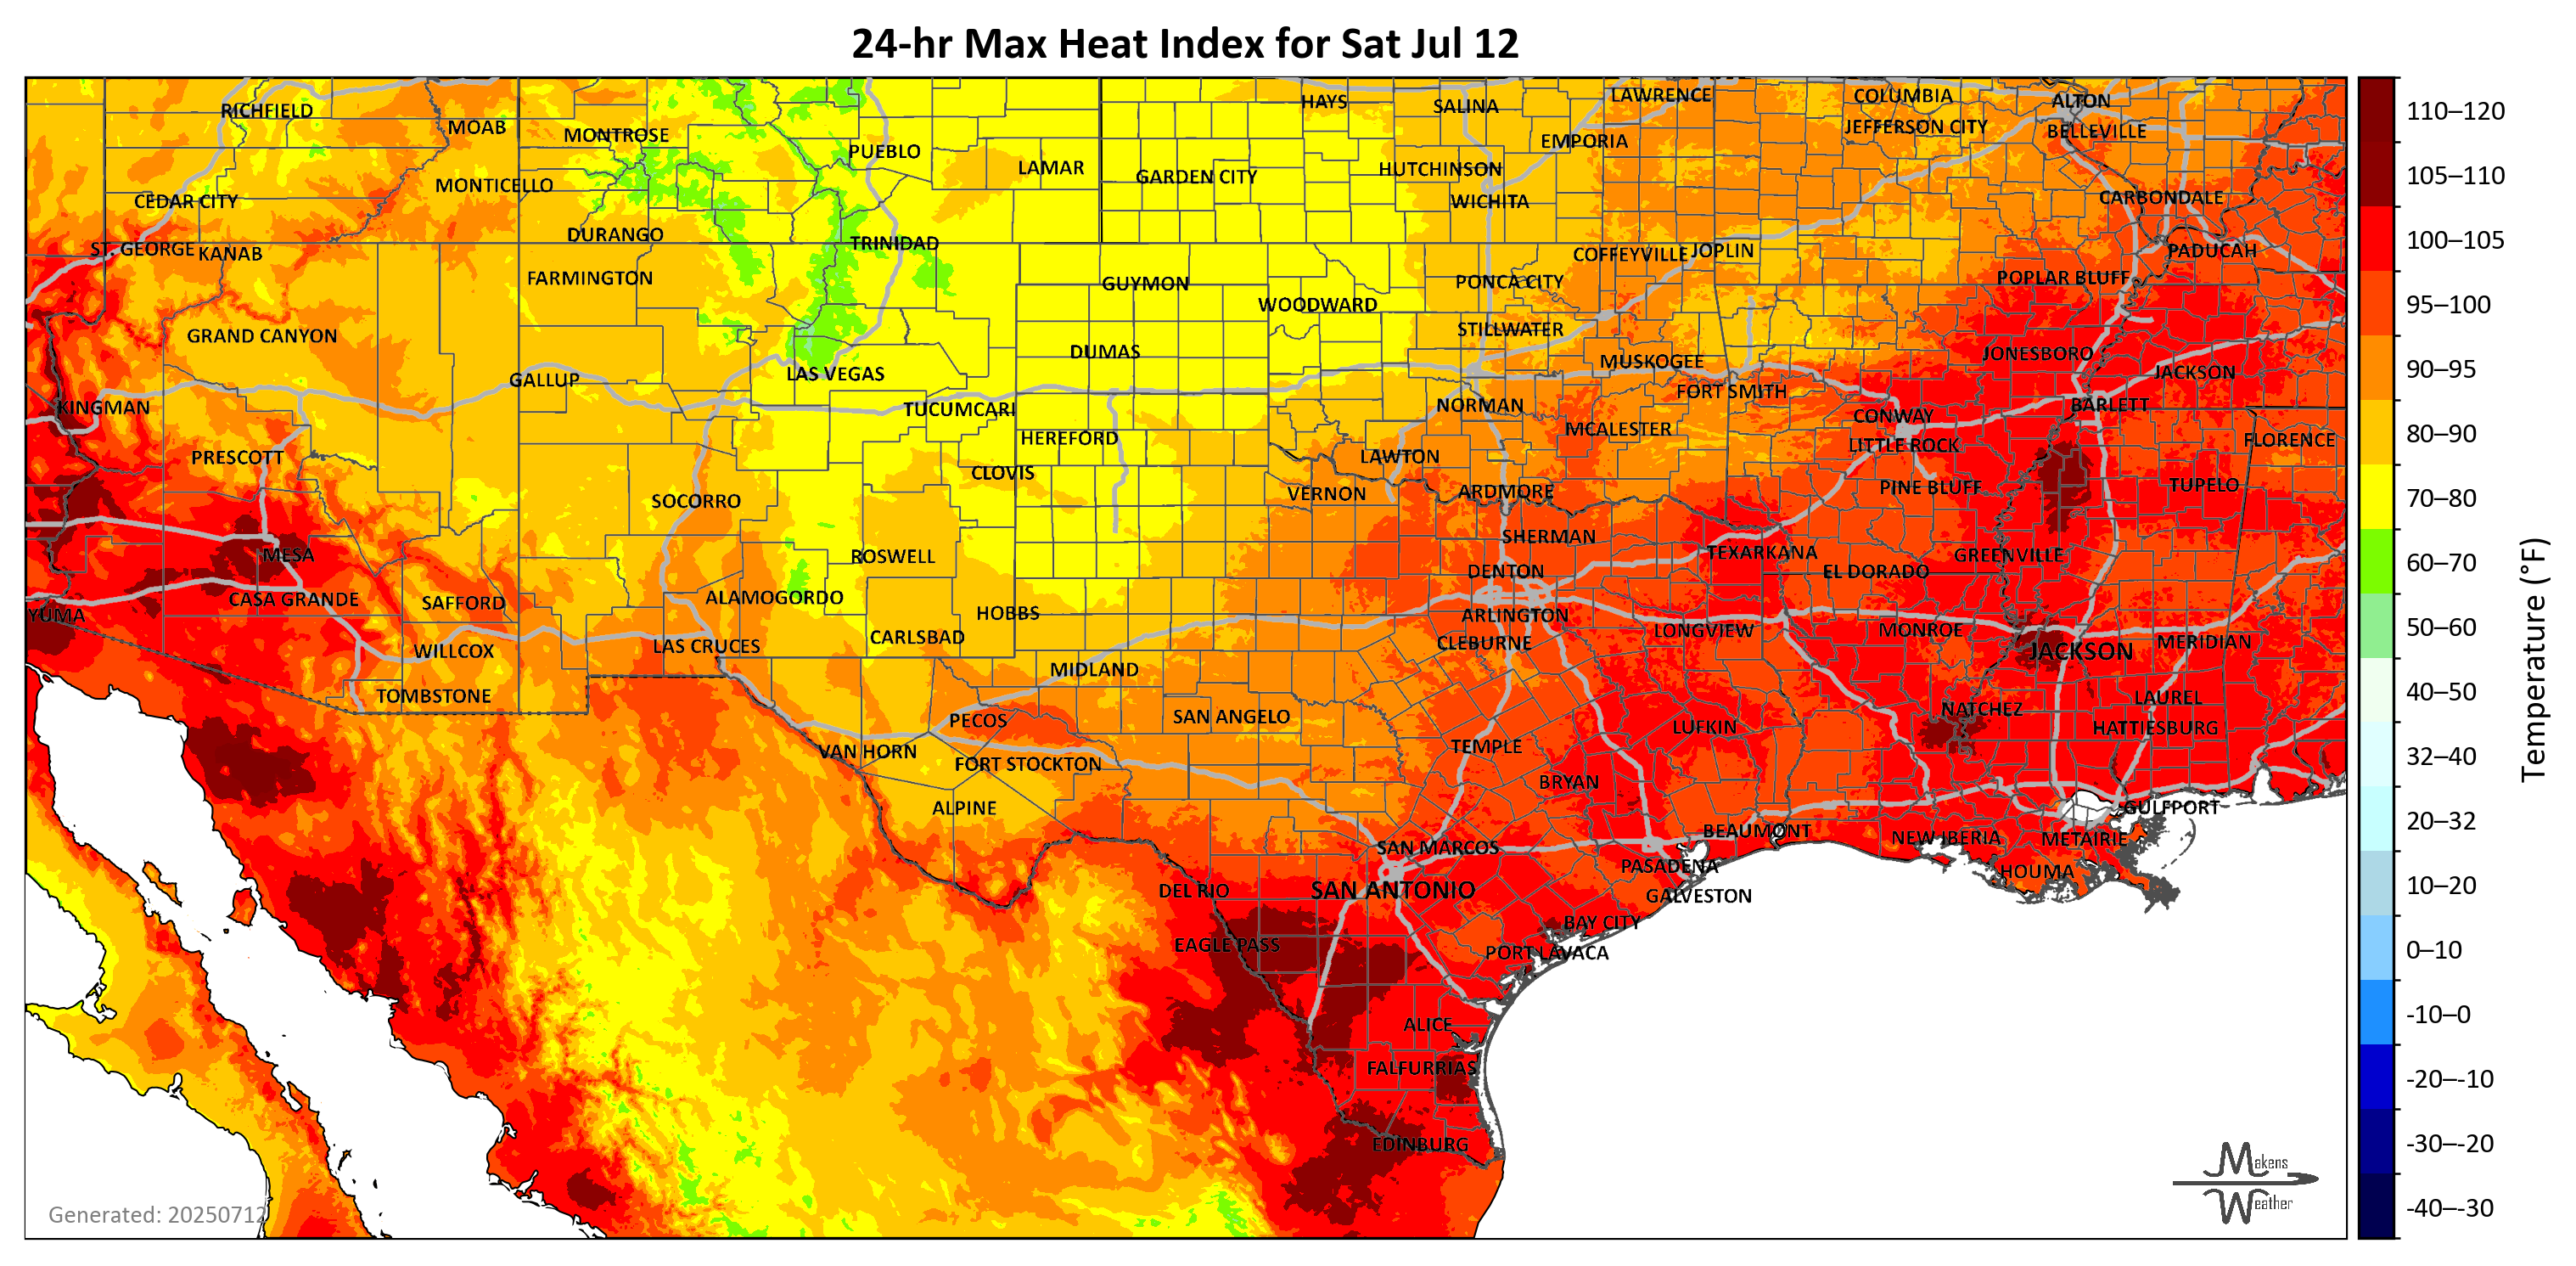 24-hr Max Heat Index for Sat Jul 12
RICHFIELD
MOAB
MONTROSE
PUEBLO
LAMAR
HAYS
SALINA
LAWRENCE
COLUMBIA
ALTON
EMPORIA
JEFFERSON CITY
BELLEVILLE
CEDAR CITY
MONTICELLO
GARDEN CITY
HUTCHINSON
WICHITA
CARBONDALE
ST. GEORGE
KANAB
DURANGO
TRINIDAD
COFFEYVILLE
JOPLIN
PADUCAH
FARMINGTON
GUYMON
PONCA CITY
POPLAR BLUFF
WOODWARD
GRAND CANYON
STILLWATER
DUMAS
MUSKOGEE
JONESBORO
GALLUP
LAS VEGAS
FORT SMITH
JACKSON
KINGMAN
TUCUMCARI
NORMAN
CONWAY
BARLETT
HEREFORD
MCALESTER
LITTLE ROCK
FLORENCE
PRESCOTT
CLOVIS
LAWTON
SOCORRO
VERNON
ARDMORE
PINE BLUFF
TUPELO
MESA
ROSWELL
SHERMAN
TEXARKANA
GREENVILLE
CASA GRANDE
SAFFORD
ALAMOGORDO
DENTON
EL DORADO
YUMA
HOBBS
ARLINGTON
WILLCOX
LAS CRUCES
CARLSBAD
CLEBURNE
LONGVIEW
MONROE
JACKSON
MERIDIAN
TOMBSTONE
MIDLAND
LAUREL
PECOS
SAN ANGELO
NATCHEZ
VAN HORN
FORT STOCKTON
TEMPLE
LUFKIN
HATTIESBURG
ALPINE
BRYAN
GULFPORT
SAN MARCOS
BEAUMONT
NEW IBERIA
METAIRIE
DEL RIO
SAN ANTONIO
PASADENA
HOUMA
GALVESTON
EAGLE PASS
BAY CITY
PORT LAVACA
ALICE
FALFURRIAS
EDINBURG
Generated: 20250712
Makens
Weather
110–120
105–110
100–105
95–100
90–95
80–90
70–80
60–70
50–60
40–50
32–40
20–32
10–20
0–10
-10–0
-20–-10
-30–-20
-40–-30
Temperature (°F)